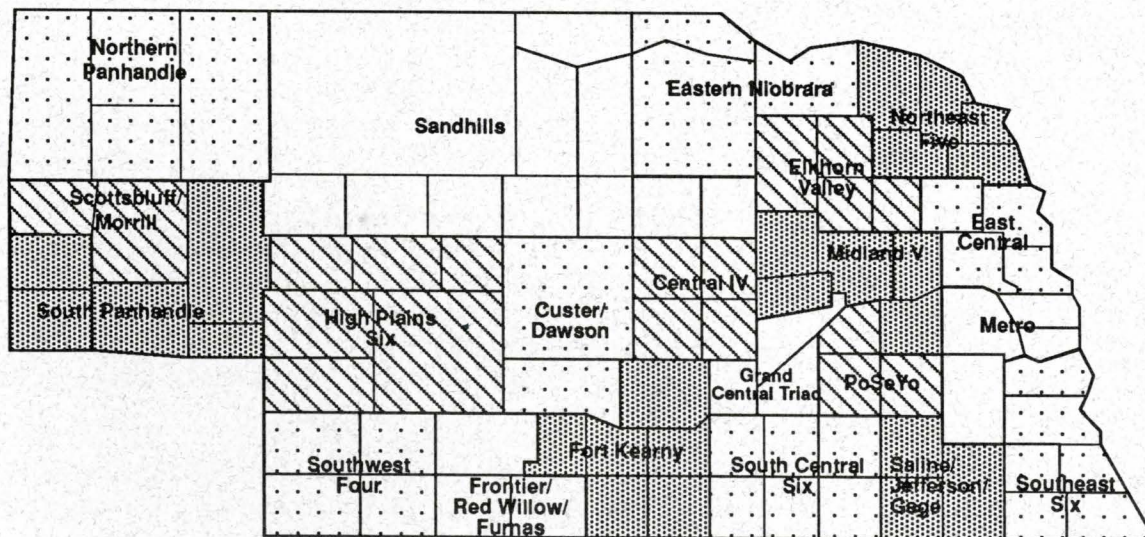 Northern
Panhandle
Sandhills
Eastern Niobrara
Northeast
Five
Elkhorn
Valley
Scottsbluff/
Morrill
East
Central
Midland V
South Panhandle
High Plains
Six
Custer/
Dawson
Central IV
Metro
Grand
Central Triad
PoSeYo
Southwest
Four
Frontier/
Red Willow/
Furnas
Fort Kearny
South Central
Six
Saline/
Jefferson/
Gage
Southeast
Six